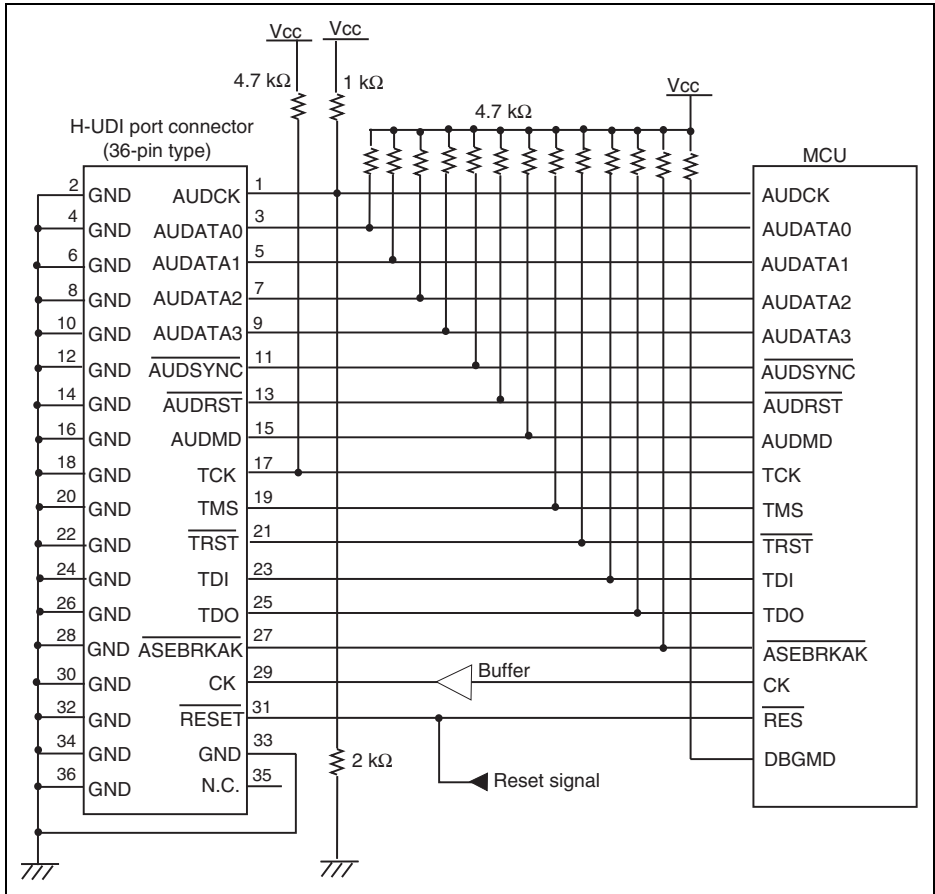 Vcc
Vcc
4.7 kΩ
1 kΩ
Vcc
4.7 kΩ
H-UDI port connector
(36-pin type)
MCU
2 GND AUDCK 1 AUDCK
4 GND AUDATA0 3 AUDATA0
6 GND AUDATA1 5 AUDATA1
8 GND AUDATA2 7 AUDATA2
10 GND AUDATA3 9 AUDATA3
12 GND AUDSYNC 11 AUDSYNC
14 GND AUDRST 13 AUDRST
16 GND AUDMD 15 AUDMD
18 GND TCK 17 TCK
20 GND TMS 19 TMS
22 GND TRST 21 TRST
24 GND TDI 23 TDI
26 GND TDO 25 TDO
28 GND ASEBRKAK 27 ASEBRKAK
30 GND CK 29 Buffer CK
32 GND RESET 31 RES
34 GND GND 33 2 kΩ DBGMD
36 GND N.C. 35 Reset signal